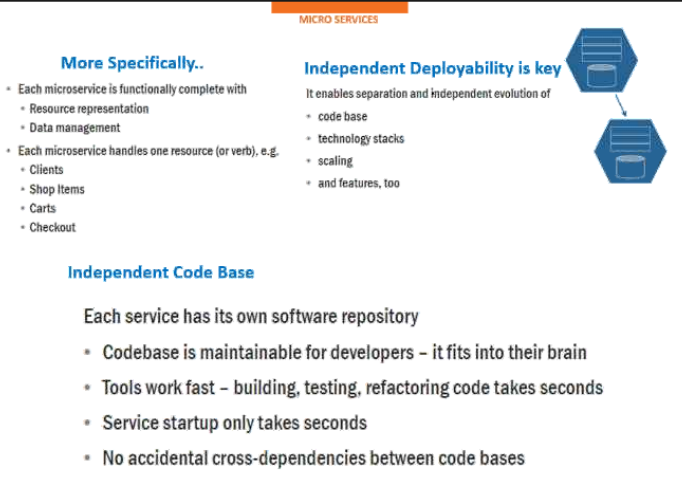 MICRO SERVICES
More Specifically..
Each microservice is functionally complete with
Resource representation
Data management
Each microservice handles one resource (or verb), e.g.
Clients
Shop Items
Carts
Checkout
Independent Deployability is key
It enables separation and independent evolution of
code base
technology stacks
scaling
and features, too
Independent Code Base
Each service has its own software repository
Codebase is maintainable for developers – it fits into their brain
Tools work fast – building, testing, refactoring code takes seconds
Service startup only takes seconds
No accidental cross-dependencies between code bases